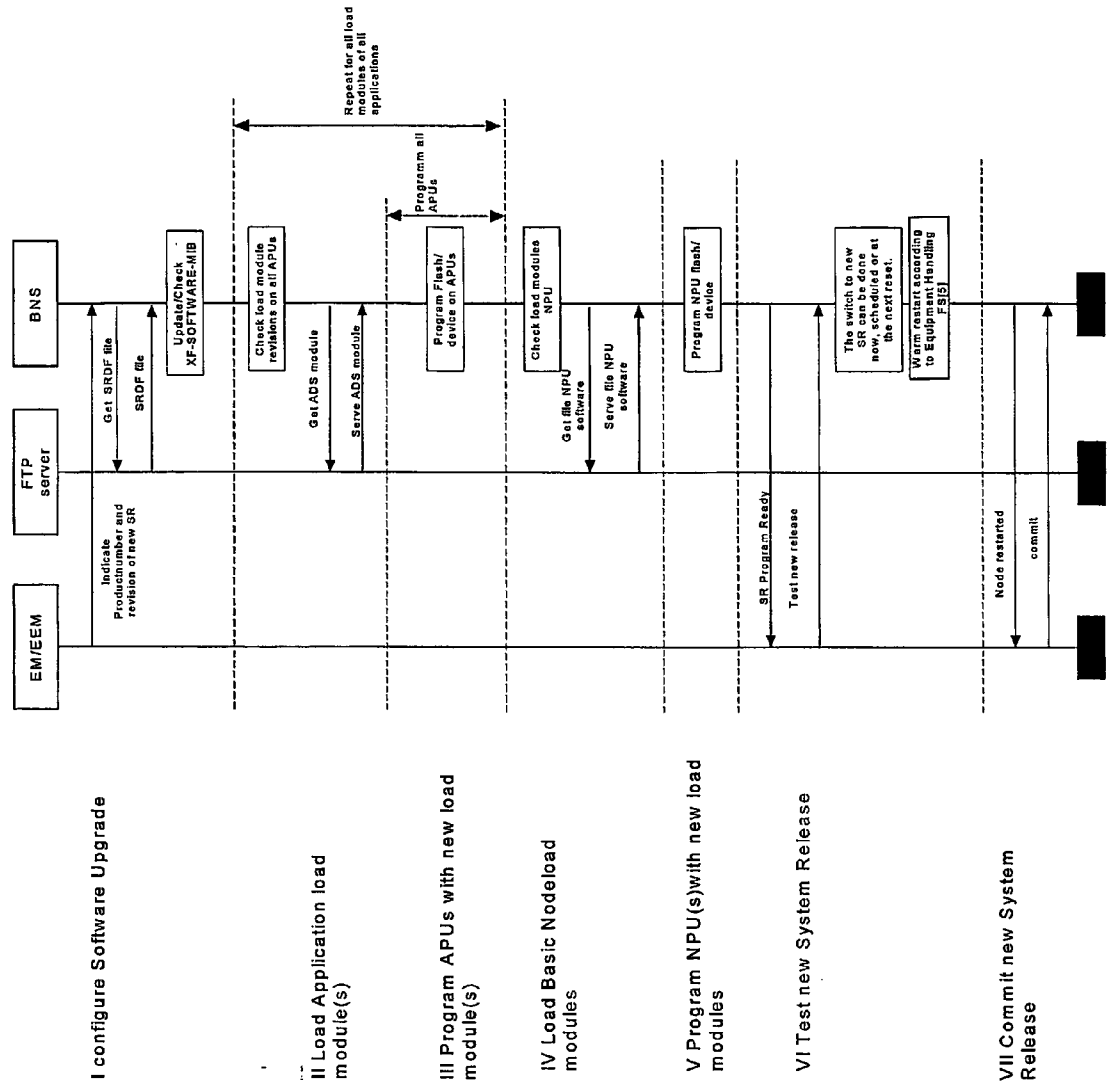 EM/EEM
FTP
server
BNS
I configure Software Upgrade
Indicate
Productnumber and
revision of new SR
Get SRDF file
SRDF file
Update/Check
XF-SOFTWARE-MIB
II Load Application load
module(s)
Check load module
revisions on all APUs
Get ADS module
Serve ADS module
Repeat for all load
modules of all
applications
III Program APUs with new load
module(s)
Program Flash/
device on APUs
Programm all
APUs
IV Load Basic Nodeload
modules
Check load modules
NPU
Get file NPU
software
Serve file NPU
software
V Program NPU(s)with new load
modules
Program NPU flash/
device
VI Test new System Release
SR Program Ready
Test new release
The switch to new
SR can be done
now, scheduled or at
the next reset.
Warm restart according
to Equipment Handling
FS[5]
VII Commit new System
Release
Node restarted
commit